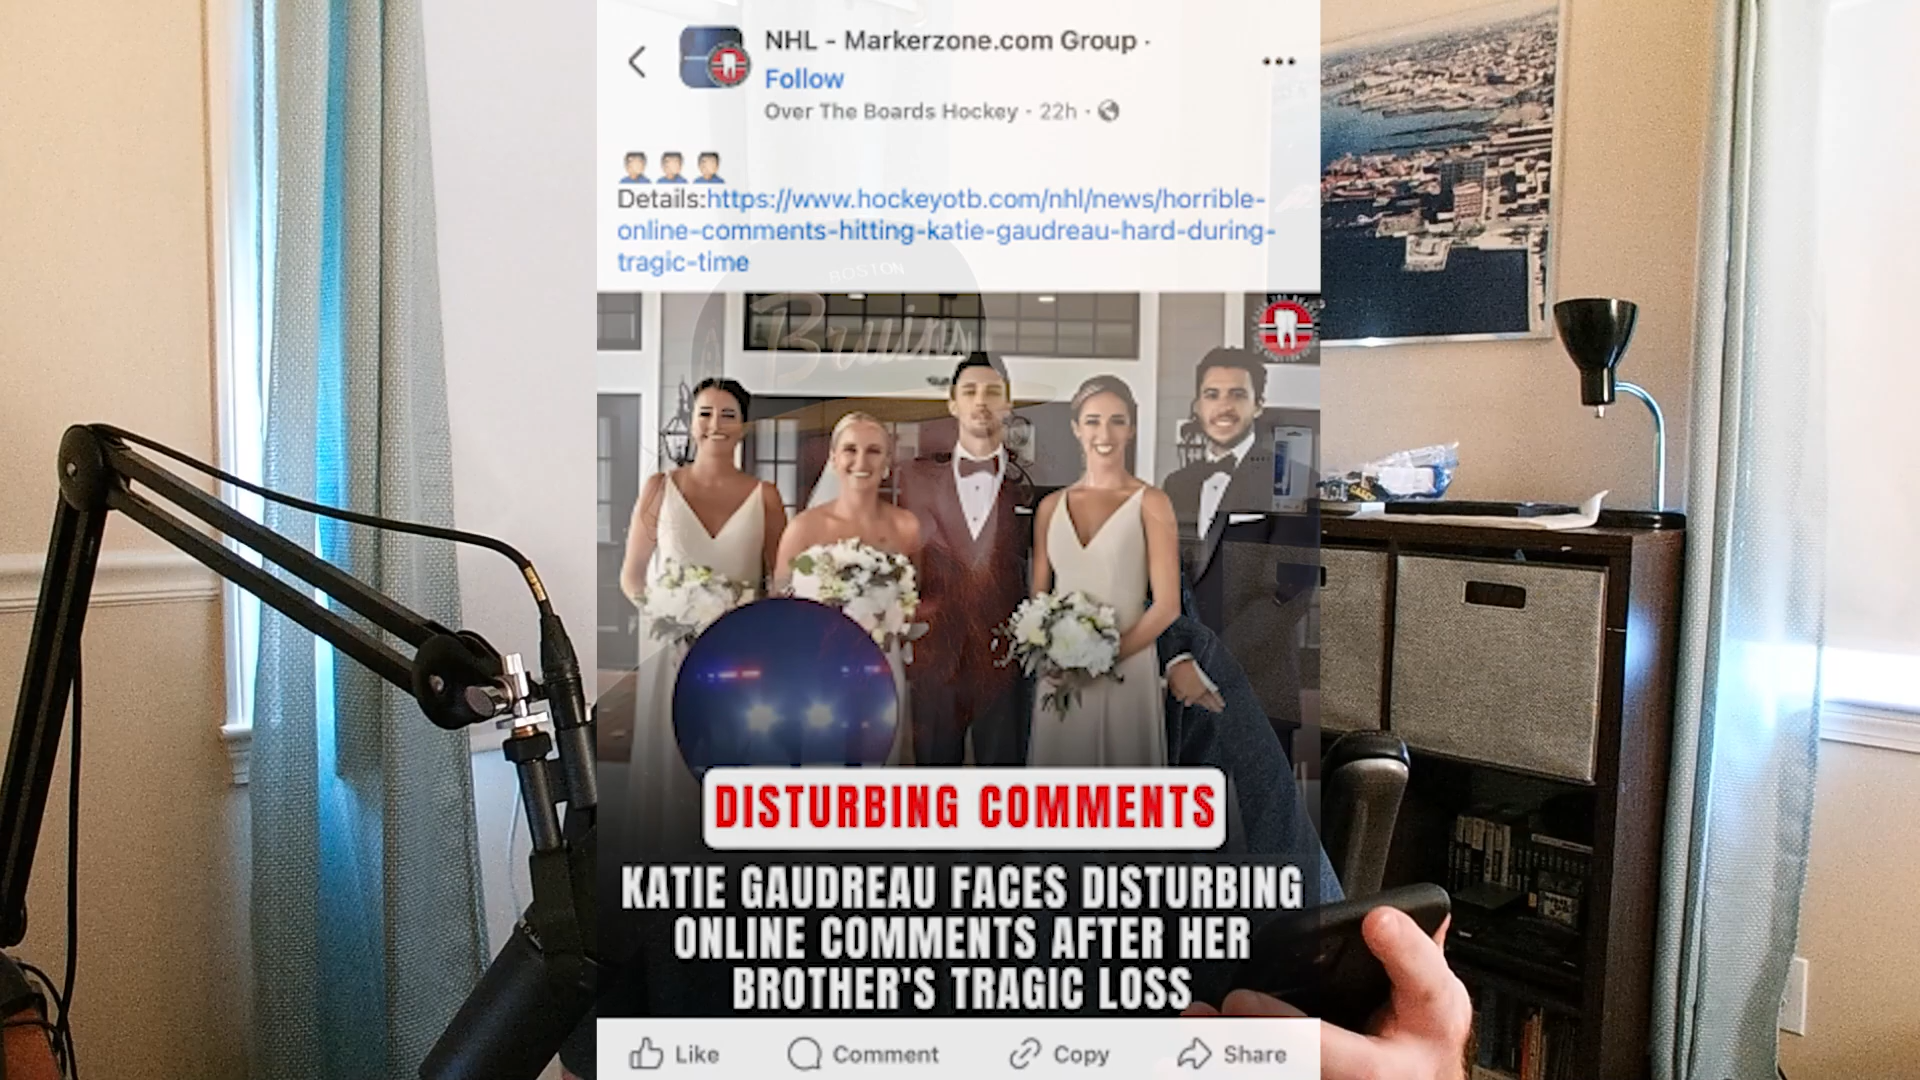 NHL - Markerzone.com Group ·
Follow
Over The Boards Hockey · 22h ·
Details:https://www.hockeyotb.com/nhl/news/horrible-
online-comments-hitting-katie-gaudreau-hard-during-
tragic-time
BOSTON
Bruins
DISTURBING COMMENTS
KATIE GAUDREAU FACES DISTURBING
ONLINE COMMENTS AFTER HER
BROTHER'S TRAGIC LOSS
Like
Comment
Copy
Share